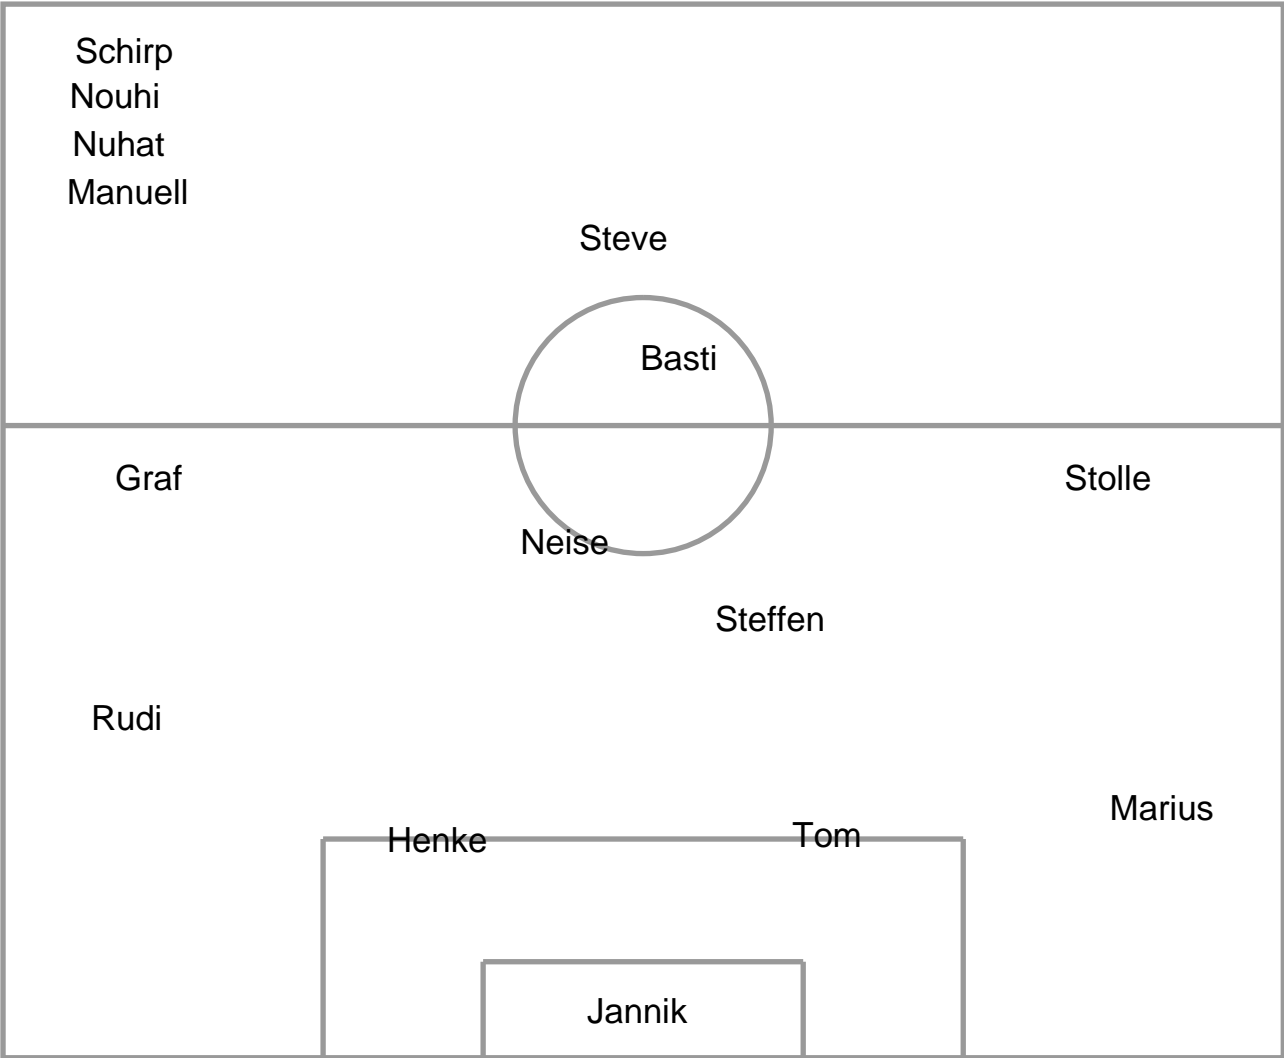 Schirp
Nouhi
Nuhat
Manuell
Steve
Basti
Graf
Stolle
Neise
Steffen
Rudi
Marius
Henke
Tom
Jannik